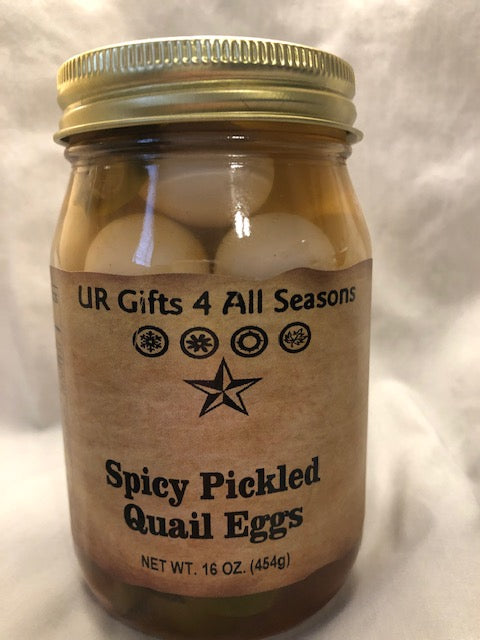 UR Gifts 4 All Seasons
Spicy Pickled
Quail Eggs
NET WT. 16 OZ. (454g)